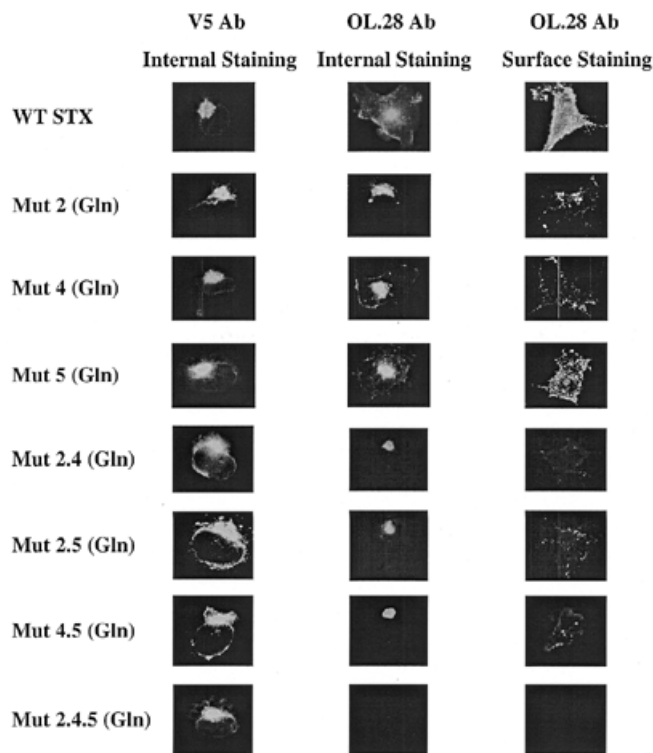 V5 Ab OL.28 Ab OL.28 Ab
Internal Staining Internal Staining Surface Staining
WT STX
Mut 2 (Gln)
Mut 4 (Gln)
Mut 5 (Gln)
Mut 2.4 (Gln)
Mut 2.5 (Gln)
Mut 4.5 (Gln)
Mut 2.4.5 (Gln)